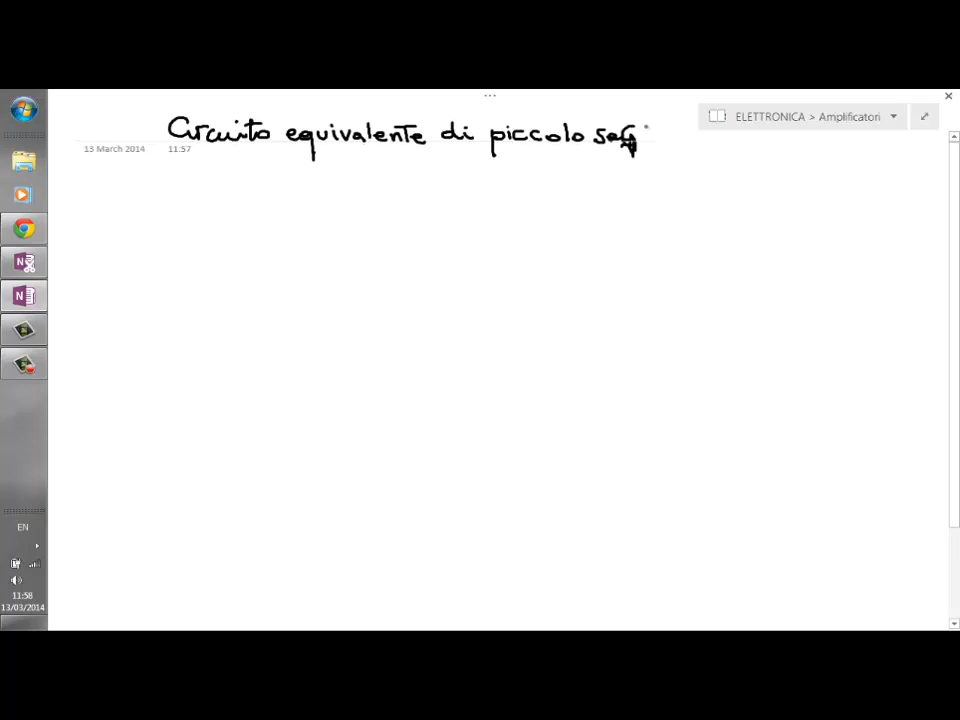 Circuito equivalente di piccolo seg
13 March 2014 11:57
ELETTRONICA > Amplificatori
EN
11:58
13/03/2014